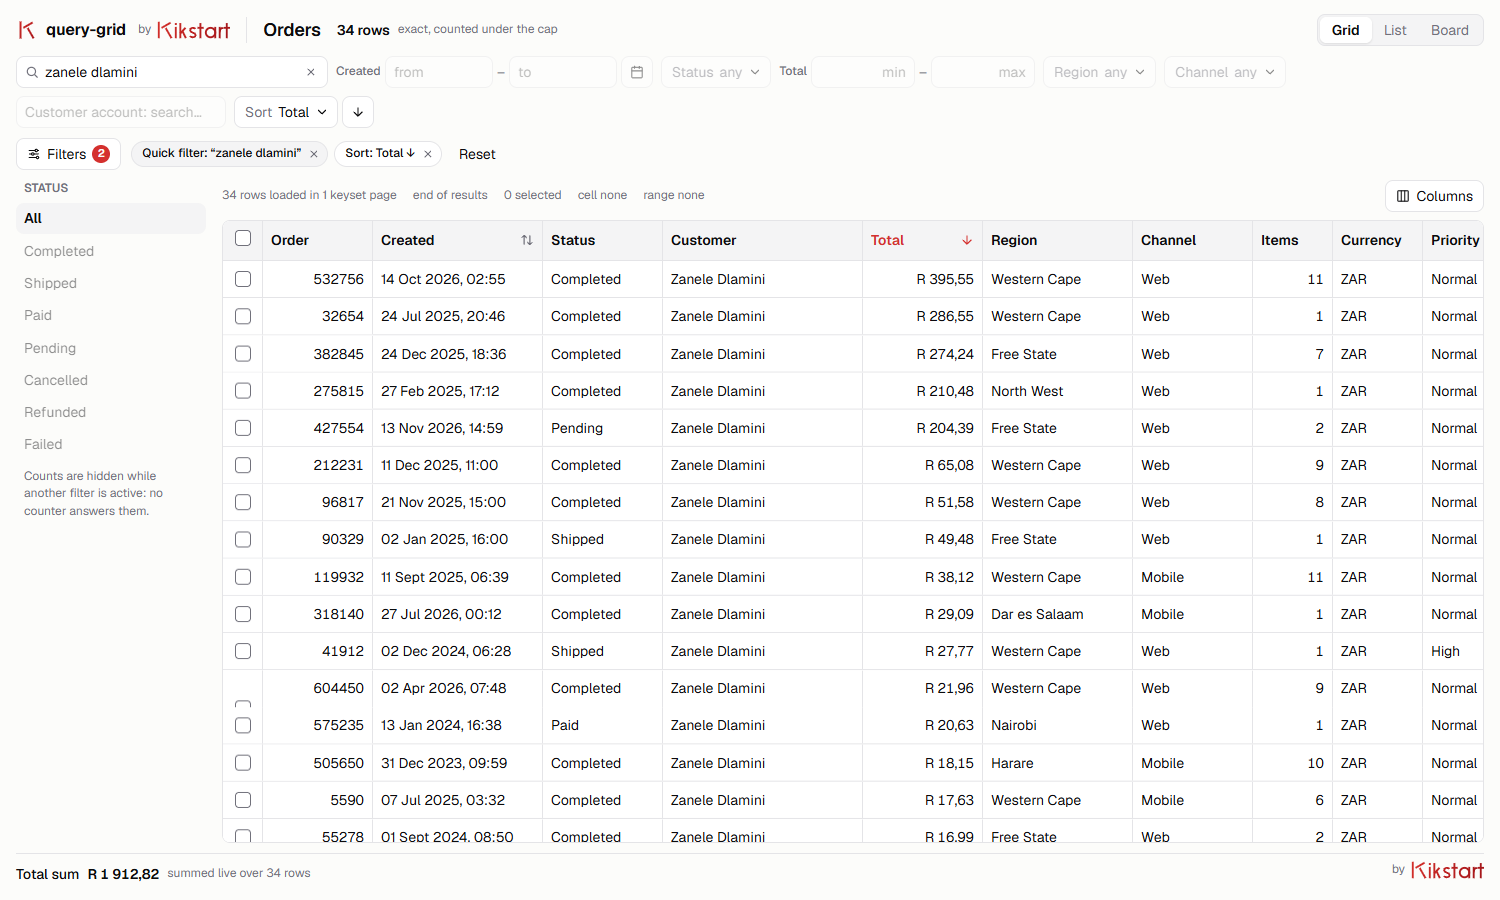 query-grid by Kikstart Orders 34 rows exact, counted under the cap Grid List Board
zanele dlamini Created from – to Status any Total min – max Region any Channel any
Customer account: search... Sort Total
Filters 2 Quick filter: “zanele dlamini” × Sort: Total ↓ × Reset
STATUS
All
Completed
Shipped
Paid
Pending
Cancelled
Refunded
Failed
Counts are hidden while
another filter is active: no
counter answers them.
34 rows loaded in 1 keyset page end of results 0 selected cell none range none Columns
Order Created Status Customer Total Region Channel Items Currency Priority
532756 14 Oct 2026, 02:55 Completed Zanele Dlamini R 395,55 Western Cape Web 11 ZAR Normal
32654 24 Jul 2025, 20:46 Completed Zanele Dlamini R 286,55 Western Cape Web 1 ZAR Normal
382845 24 Dec 2025, 18:36 Completed Zanele Dlamini R 274,24 Free State Web 7 ZAR Normal
275815 27 Feb 2025, 17:12 Completed Zanele Dlamini R 210,48 North West Web 1 ZAR Normal
427554 13 Nov 2026, 14:59 Pending Zanele Dlamini R 204,39 Free State Web 2 ZAR Normal
212231 11 Dec 2025, 11:00 Completed Zanele Dlamini R 65,08 Western Cape Web 9 ZAR Normal
96817 21 Nov 2025, 15:00 Completed Zanele Dlamini R 51,58 Western Cape Web 8 ZAR Normal
90329 02 Jan 2025, 16:00 Shipped Zanele Dlamini R 49,48 Free State Web 1 ZAR Normal
119932 11 Sept 2025, 06:39 Completed Zanele Dlamini R 38,12 Western Cape Mobile 11 ZAR Normal
318140 27 Jul 2026, 00:12 Completed Zanele Dlamini R 29,09 Dar es Salaam Mobile 1 ZAR Normal
41912 02 Dec 2024, 06:28 Shipped Zanele Dlamini R 27,77 Western Cape Web 1 ZAR High
604450 02 Apr 2026, 07:48 Completed Zanele Dlamini R 21,96 Western Cape Web 9 ZAR Normal
575235 13 Jan 2024, 16:38 Paid Zanele Dlamini R 20,63 Nairobi Web 1 ZAR Normal
505650 31 Dec 2023, 09:59 Completed Zanele Dlamini R 18,15 Harare Mobile 10 ZAR Normal
5590 07 Jul 2025, 03:32 Completed Zanele Dlamini R 17,63 Western Cape Mobile 6 ZAR Normal
55278 01 Sept 2024, 08:50 Completed Zanele Dlamini R 16,99 Free State Web 2 ZAR Normal
Total sum R 1 912,82 summed live over 34 rows by Kikstart